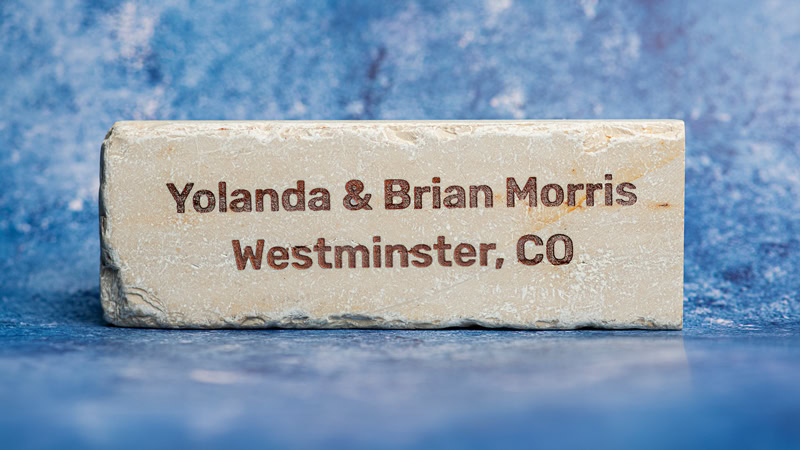 Yolanda & Brian Morris
Westminster, CO